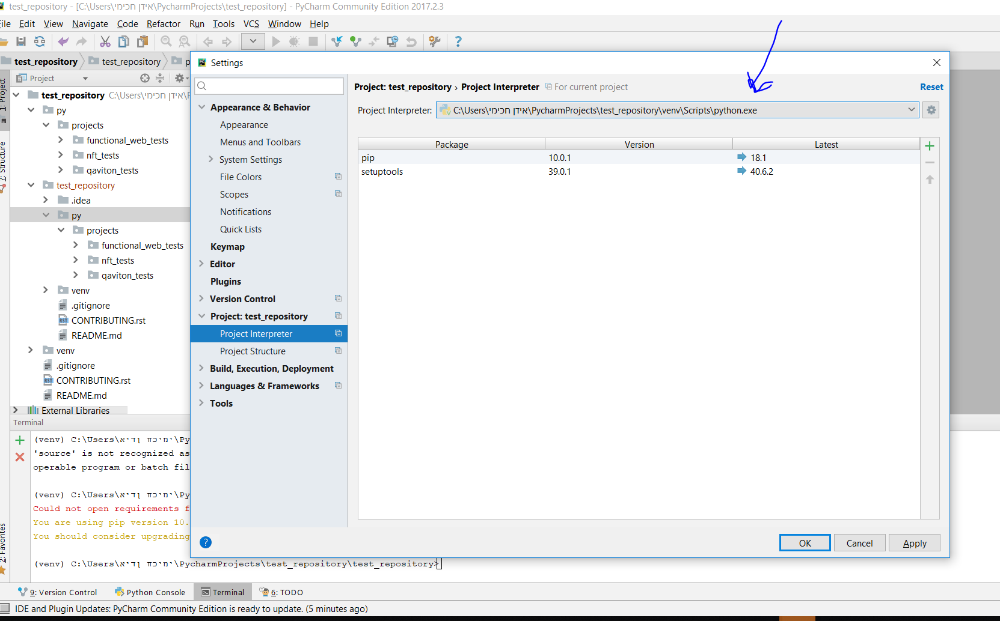 test_repository - [C:\Users\אידן חכימי\PycharmProjects\test_repository] - PyCharm Community Edition 2017.2.3
File Edit View Navigate Code Refactor Run Tools VCS Window Help
test_repository test_repository p
1: Project
7: Structure
2: Favorites
Project
test_repository C:\Users\אידן חכימי\P
py
projects
functional_web_tests
nft_tests
qaviton_tests
test_repository
.idea
py
projects
functional_web_tests
nft_tests
qaviton_tests
venv
.gitignore
CONTRIBUTING.rst
README.md
venv
.gitignore
CONTRIBUTING.rst
README.md
External Libraries
Settings
Appearance & Behavior
Appearance
Menus and Toolbars
System Settings
File Colors
Scopes
Notifications
Quick Lists
Keymap
Editor
Plugins
Version Control
Project: test_repository
Project Interpreter
Project Structure
Build, Execution, Deployment
Languages & Frameworks
Tools
Project: test_repository › Project Interpreter For current project Reset
Project Interpreter: C:\Users\אידן חכימי\PycharmProjects\test_repository\venv\Scripts\python.exe
Package Version Latest
pip 10.0.1 18.1
setuptools 39.0.1 40.6.2
OK Cancel Apply
Terminal
(venv) C:\Users\אידן חכימי\Py
'source' is not recognized as
operable program or batch fil
(venv) C:\Users\אידן חכימי\Py
Could not open requirements f
You are using pip version 10.
You should consider upgrading
(venv) C:\Users\אידן חכימי\PycharmProjects\test_repository\test_repository>
9: Version Control Python Console Terminal 6: TODO
IDE and Plugin Updates: PyCharm Community Edition is ready to update. (5 minutes ago)